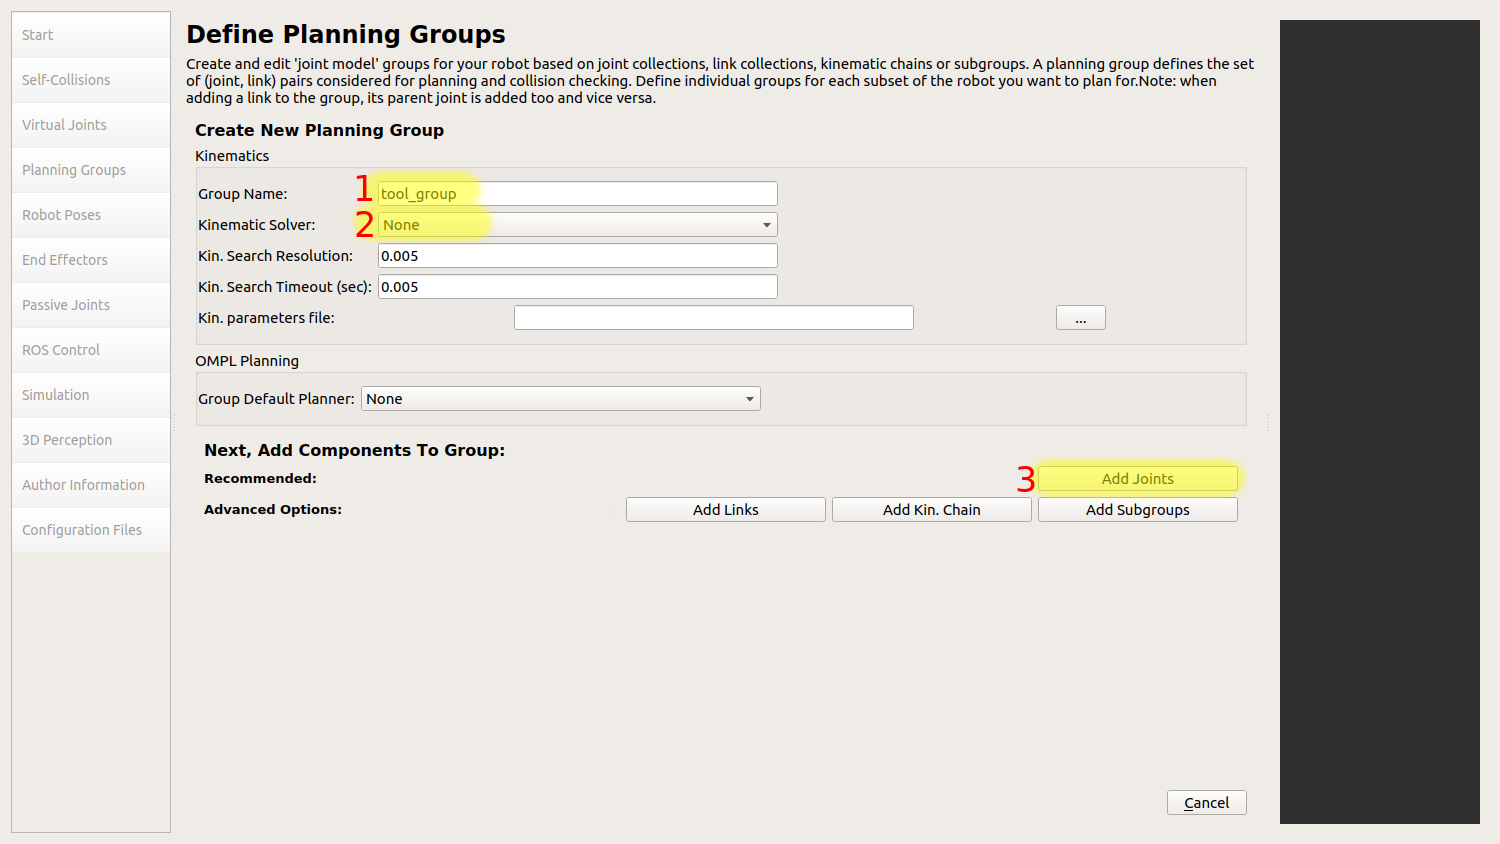 Start
Self-Collisions
Virtual Joints
Planning Groups
Robot Poses
End Effectors
Passive Joints
ROS Control
Simulation
3D Perception
Author Information
Configuration Files
Define Planning Groups
Create and edit 'joint model' groups for your robot based on joint collections, link collections, kinematic chains or subgroups. A planning group defines the set
of (joint, link) pairs considered for planning and collision checking. Define individual groups for each subset of the robot you want to plan for.Note: when
adding a link to the group, its parent joint is added too and vice versa.
Create New Planning Group
Kinematics
Group Name: 1 tool_group
Kinematic Solver: 2 None
Kin. Search Resolution: 0.005
Kin. Search Timeout (sec): 0.005
Kin. parameters file: ...
OMPL Planning
Group Default Planner: None
Next, Add Components To Group:
Recommended: 3 Add Joints
Advanced Options: Add Links Add Kin. Chain Add Subgroups
Cancel